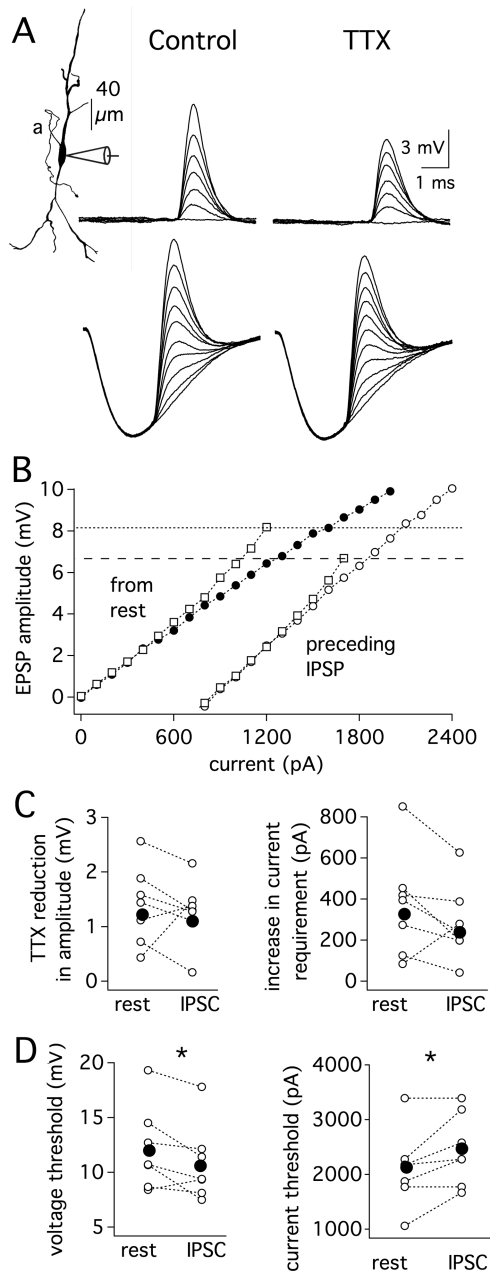 A
Control
TTX
40
µm
a
3 mV
1 ms
B
EPSP amplitude (mV)
10
8
6
4
2
0
from
rest
preceding
IPSP
0 600 1200 1800 2400
current (pA)
C
TTX reduction
in amplitude (mV)
3
2
1
0
rest IPSC
increase in current
requirement (pA)
800
600
400
200
0
rest IPSC
D
voltage threshold (mV)
20
15
10
5
*
rest IPSC
current threshold (pA)
4000
3000
2000
1000
*
rest IPSC